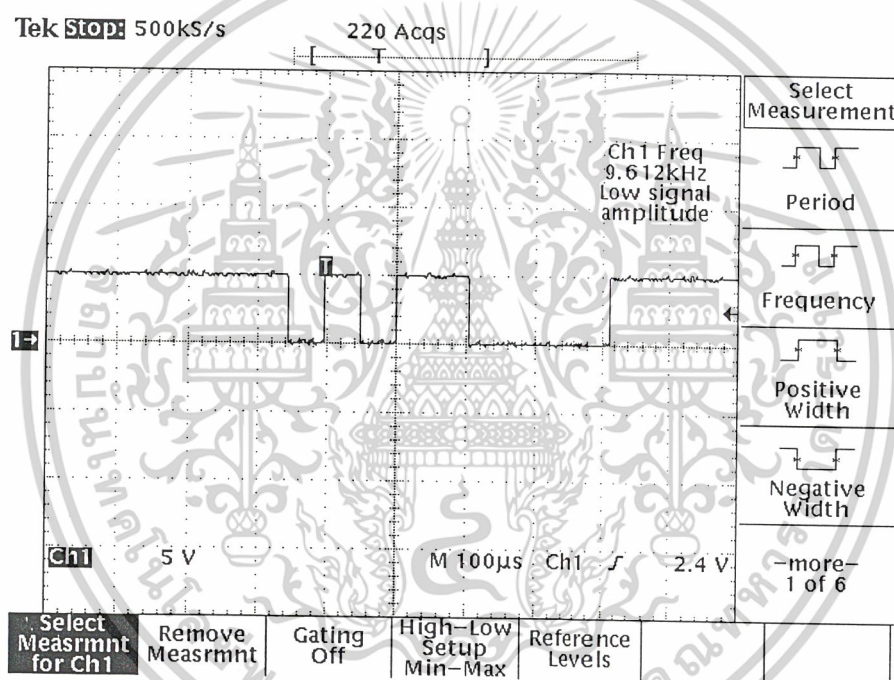 Tek Stop: 500kS/s
220 Acqs
[ T ]
Select
Measurement
Ch1 Freq
9.612kHz
Low signal
amplitude
Period
T
Frequency
1→
Positive
Width
Negative
Width
Ch1 5 V M 100µs Ch1 2.4 V
–more–
1 of 6
Select
Measrmnt
for Ch1
Remove
Measrmnt
Gating
Off
High–Low
Setup
Min–Max
Reference
Levels